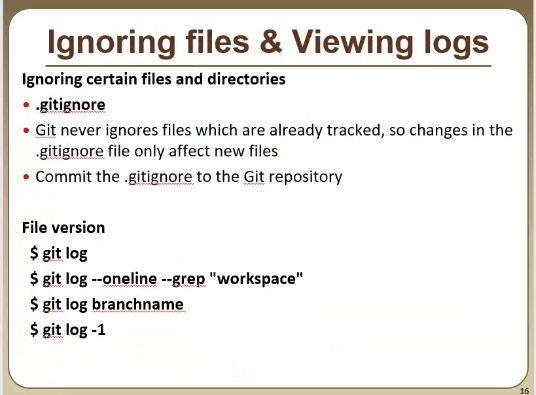 Ignoring files & Viewing logs
Ignoring certain files and directories
• .gitignore
• Git never ignores files which are already tracked, so changes in the
.gitignore file only affect new files
• Commit the .gitignore to the Git repository
File version
$ git log
$ git log --oneline --grep "workspace"
$ git log branchname
$ git log -1
16